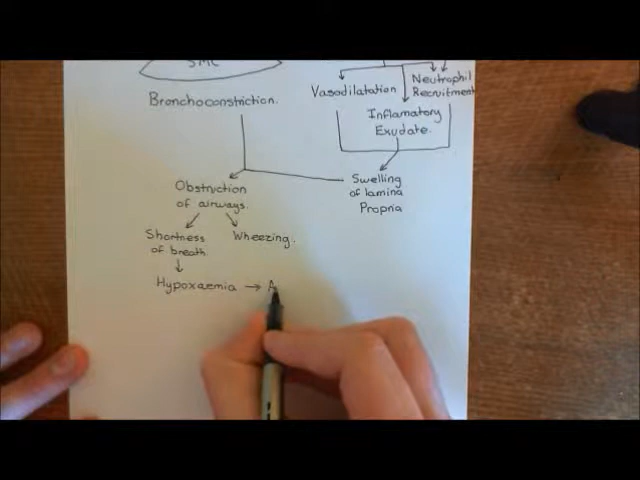 SMC
Bronchoconstriction.
Vasodilatation
Neutrophil
Recruitment
Inflamatory
Exudate.
Obstruction
of airways.
Swelling
of lamina
Propria
Shortness
of breath
Wheezing.
Hypoxaemia → A